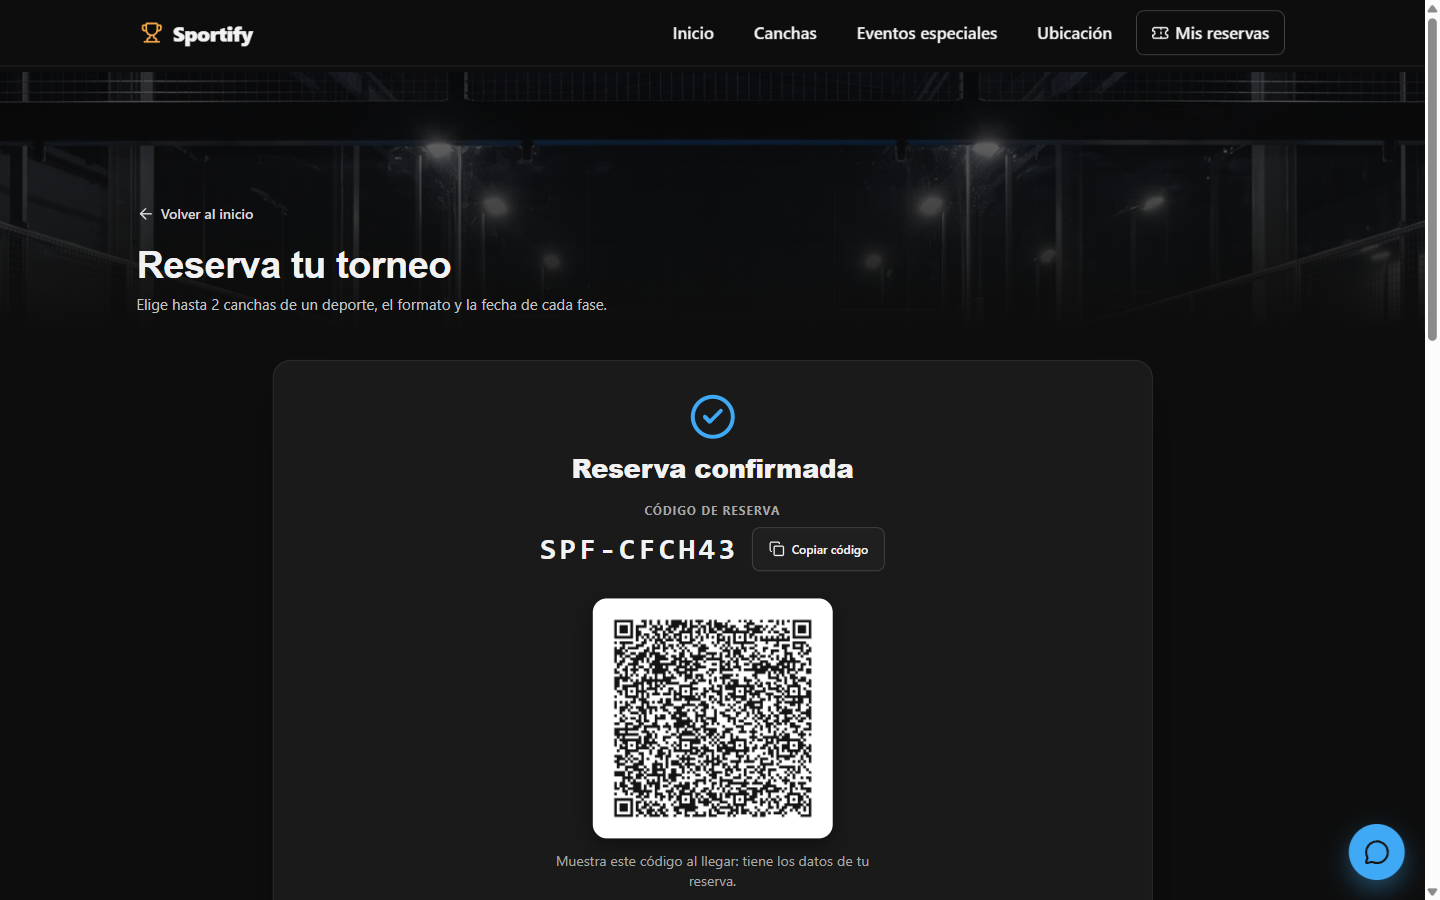 Sportify
Inicio
Canchas
Eventos especiales
Ubicación
Mis reservas
Volver al inicio
Reserva tu torneo
Elige hasta 2 canchas de un deporte, el formato y la fecha de cada fase.
Reserva confirmada
CÓDIGO DE RESERVA
SPF-CFCH43
Copiar código
Muestra este código al llegar: tiene los datos de tu
reserva.